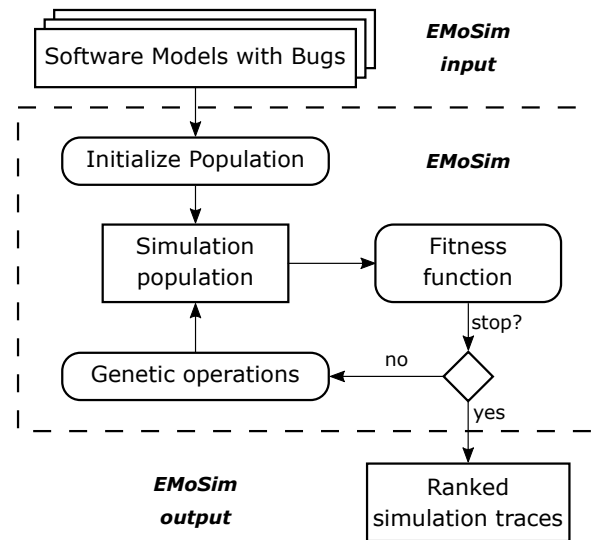 EMoSim
input
Software Models with Bugs
Initialize Population
EMoSim
Simulation
population
Fitness
function
stop?
no
Genetic operations
yes
EMoSim
output
Ranked
simulation traces